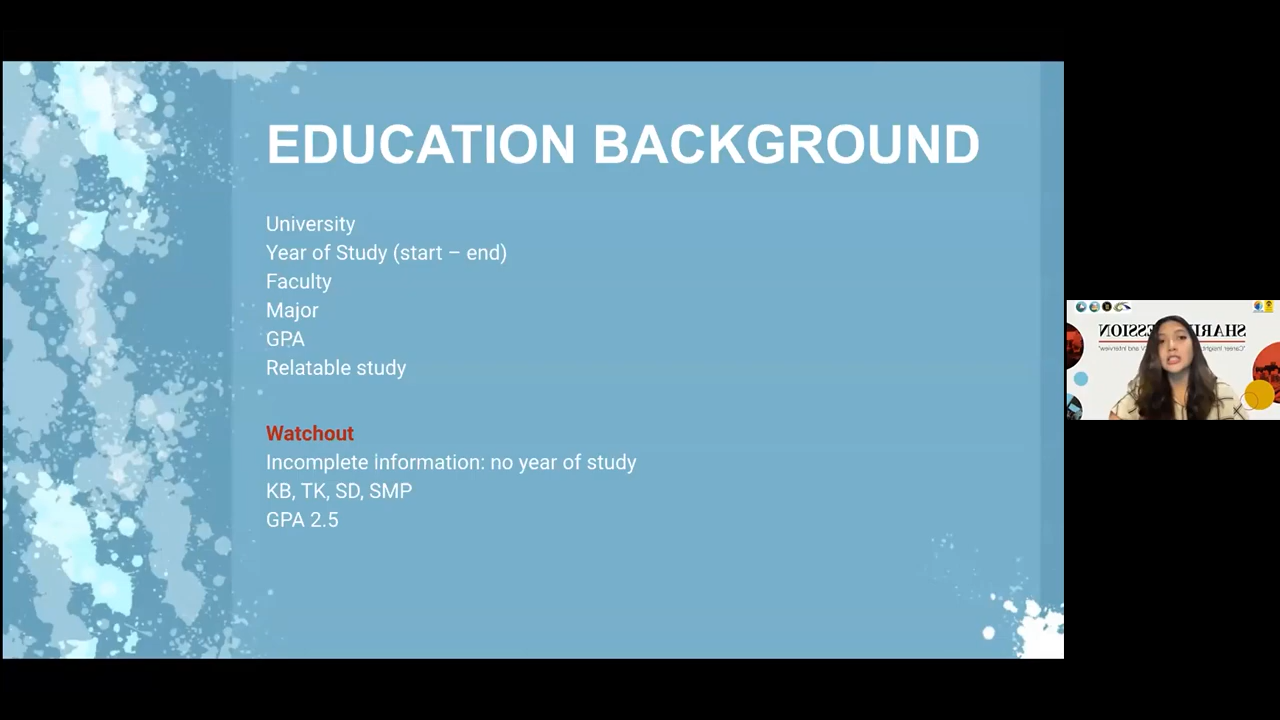 EDUCATION BACKGROUND
University
Year of Study (start – end)
Faculty
Major
GPA
Relatable study
Watchout
Incomplete information: no year of study
KB, TK, SD, SMP
GPA 2.5